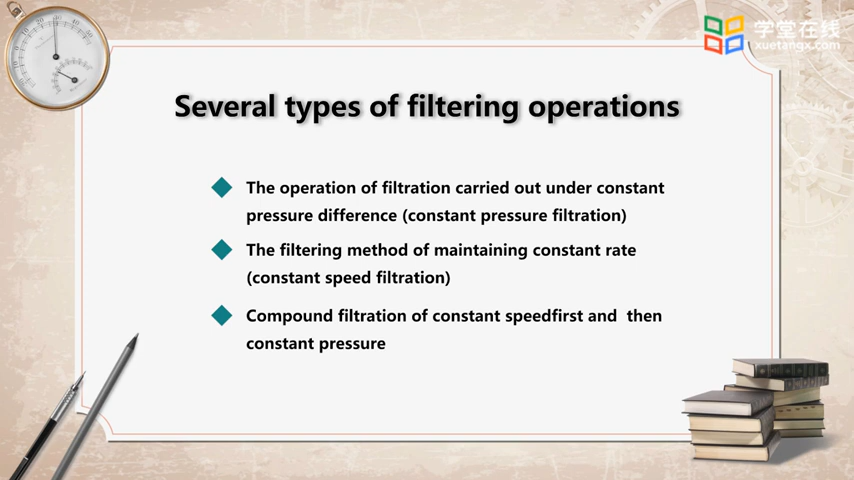 学堂在线
xuetangx.com
Several types of filtering operations
The operation of filtration carried out under constant
pressure difference (constant pressure filtration)
The filtering method of maintaining constant rate
(constant speed filtration)
Compound filtration of constant speedfirst and then
constant pressure